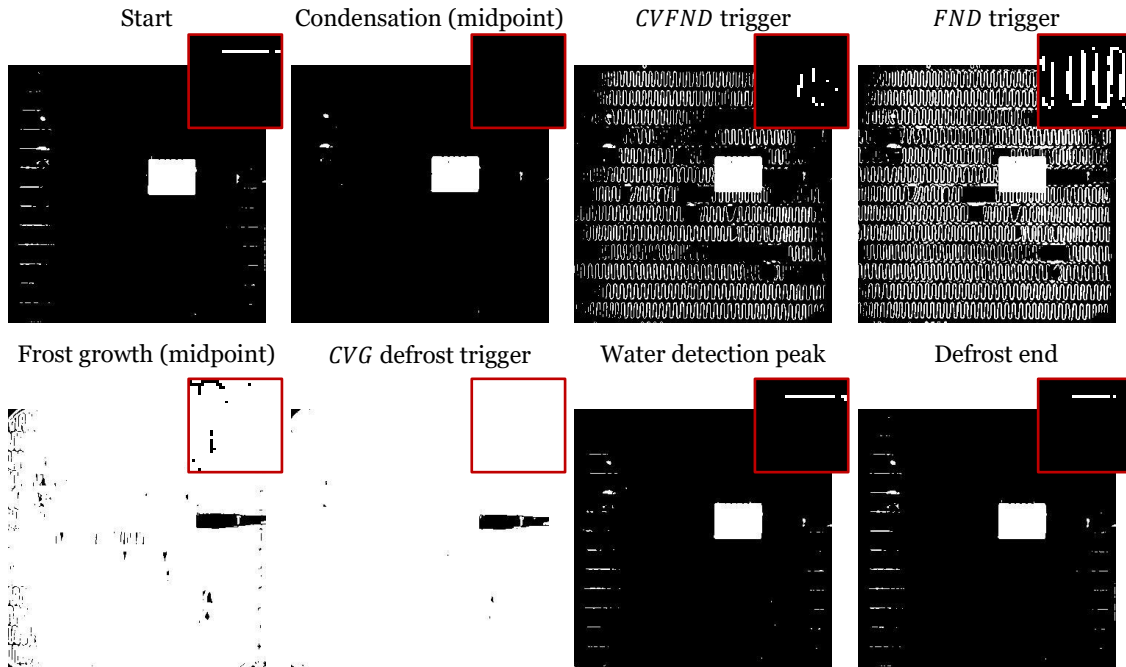 Start
Condensation (midpoint)
CVFND trigger
FND trigger
Frost growth (midpoint)
CVG defrost trigger
Water detection peak
Defrost end